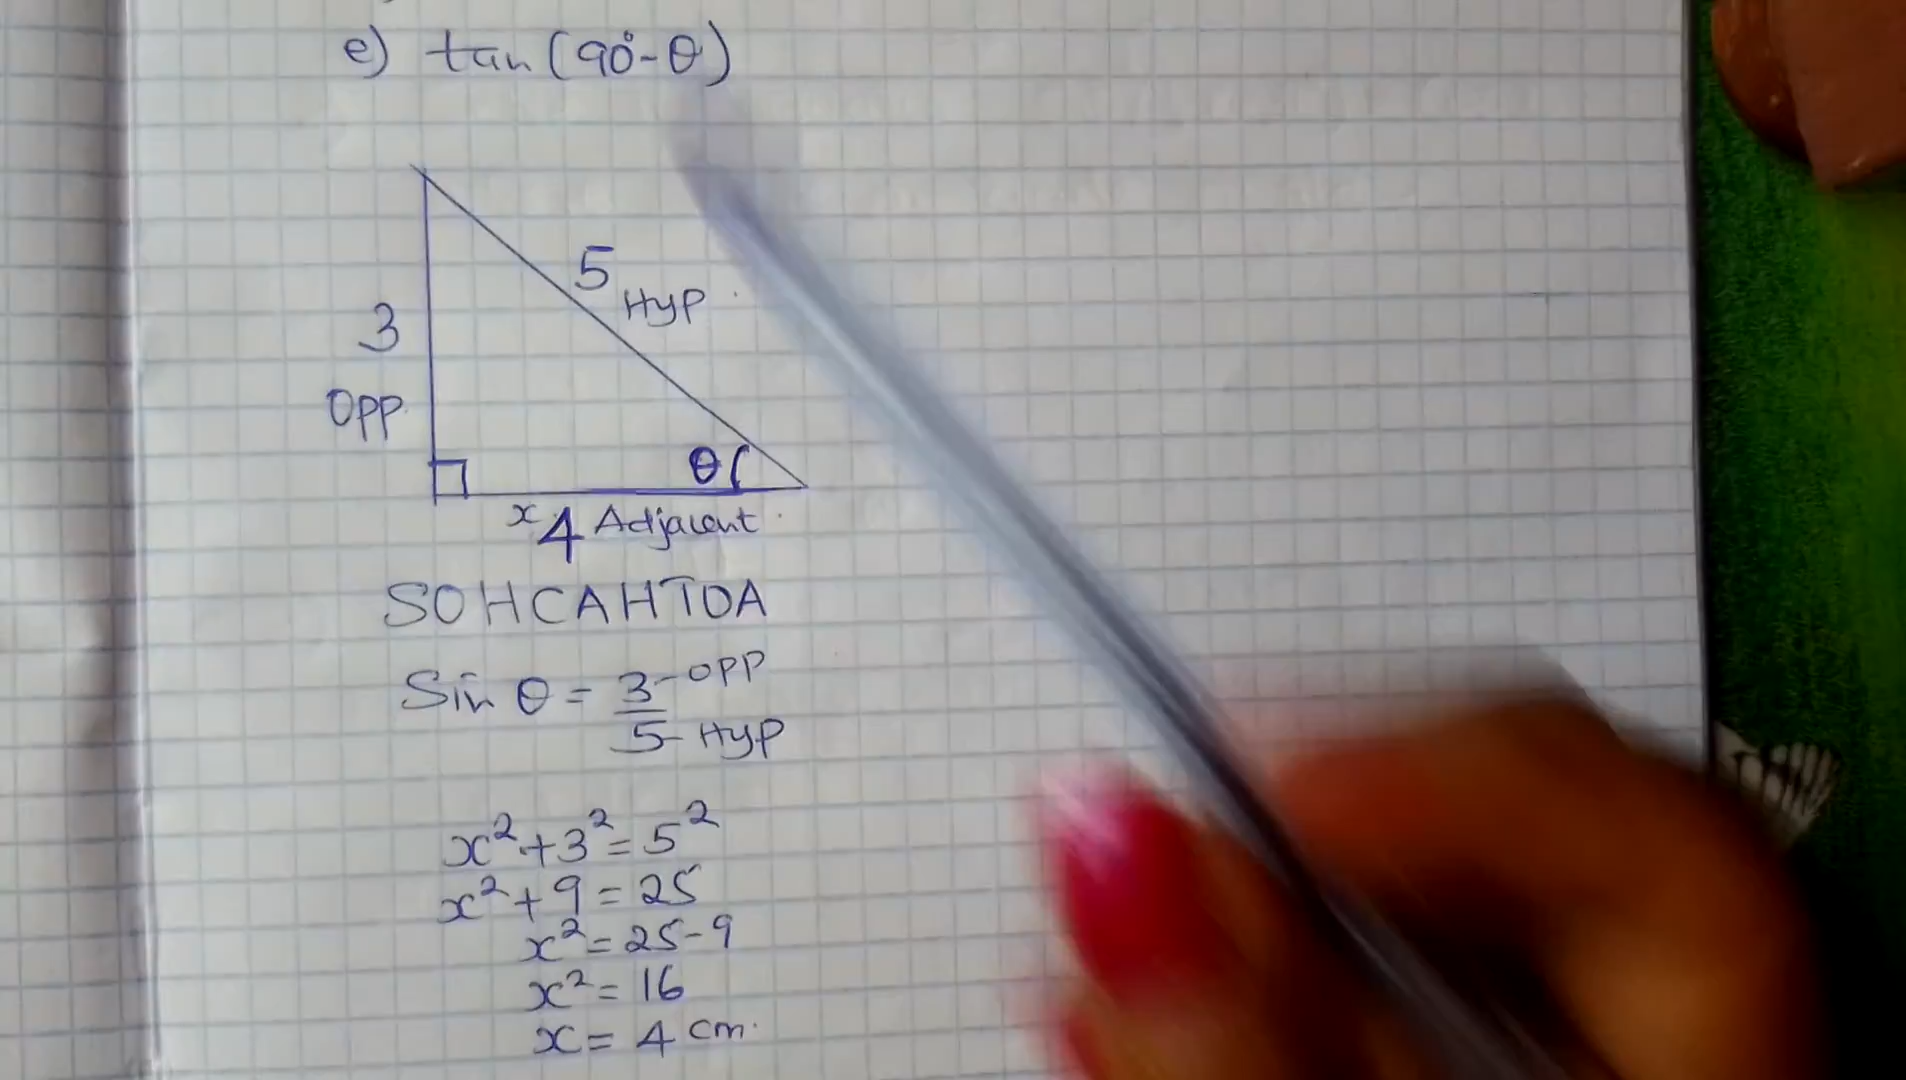 e) tan (90° - θ)
5
Hyp
3
Opp
θ
x 4 Adjacent
SOHCAHTOA
Sin θ = 3/5 - opp - Hyp
x² + 3² = 5²
x² + 9 = 25
x² = 25 - 9
x² = 16
x = 4 cm.